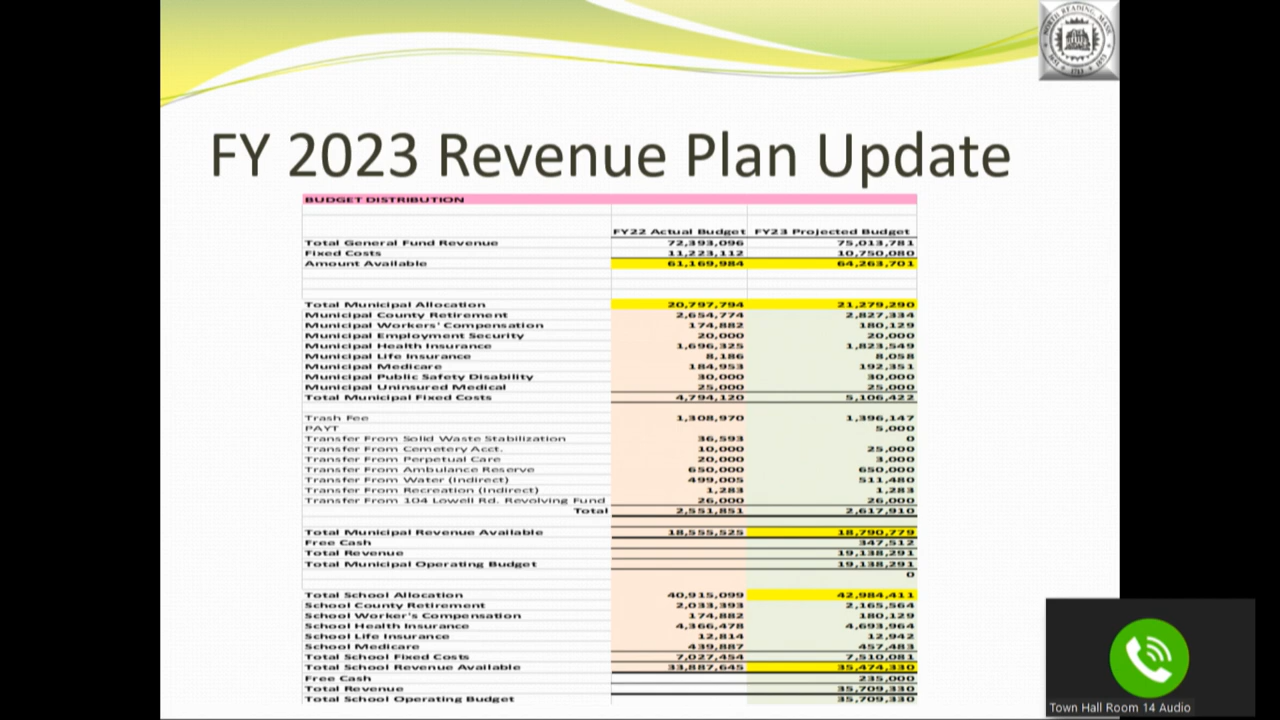 NORTH READING, MASS.
FY 2023 Revenue Plan Update
BUDGET DISTRIBUTION
FY22 Actual Budget FY23 Projected Budget
Total General Fund Revenue 72,393,096 75,013,781
Fixed Costs 11,223,112 10,750,080
Amount Available 61,169,984 64,263,701
Total Municipal Allocation 20,797,794 21,279,290
Municipal County Retirement 2,654,774 2,827,334
Municipal Workers' Compensation 174,882 180,129
Municipal Employment Security 20,000 20,000
Municipal Health Insurance 1,696,325 1,823,549
Municipal Life Insurance 8,186 8,058
Municipal Medicare 184,953 192,351
Municipal Public Safety Disability 30,000 30,000
Municipal Uninsured Medical 25,000 25,000
Total Municipal Fixed Costs 4,794,120 5,106,422
Trash Fee 1,308,970 1,396,147
PAYT 5,000
Transfer From Solid Waste Stabilization 36,593 0
Transfer From Cemetery Acct. 10,000 25,000
Transfer From Perpetual Care 20,000 3,000
Transfer From Ambulance Reserve 650,000 650,000
Transfer From Water (Indirect) 499,005 511,480
Transfer From Recreation (Indirect) 1,283 1,283
Transfer From 104 Lowell Rd. Revolving Fund 26,000 26,000
Total 2,551,851 2,617,910
Total Municipal Revenue Available 18,555,525 18,790,779
Free Cash 347,512
Total Revenue 19,138,291
Total Municipal Operating Budget 19,138,291
0
Total School Allocation 40,915,099 42,984,411
School County Retirement 2,033,393 2,165,564
School Worker's Compensation 174,882 180,129
School Health Insurance 4,366,478 4,693,964
School Life Insurance 12,814 12,942
School Medicare 439,887 457,483
Total School Fixed Costs 7,027,454 7,510,081
Total School Revenue Available 33,887,645 35,474,330
Free Cash 235,000
Total Revenue 35,709,330
Total School Operating Budget 35,709,330
Town Hall Room 14 Audio